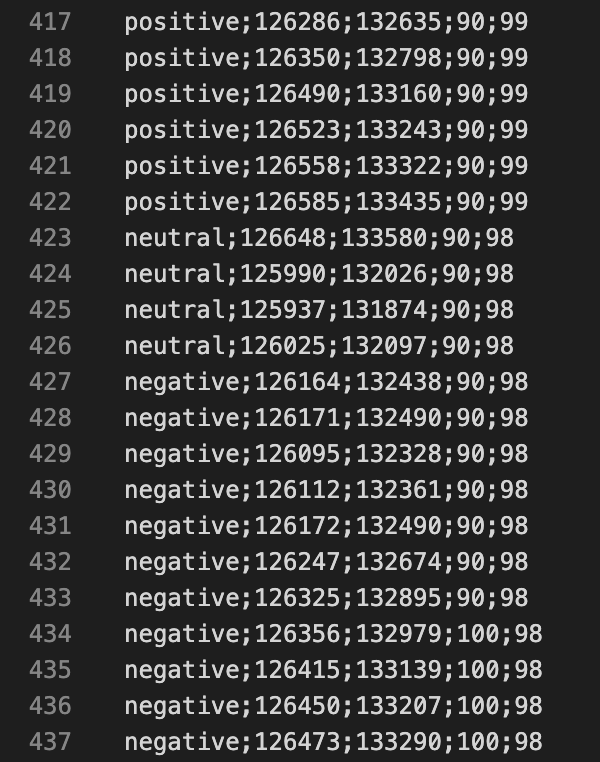 417 positive;126286;132635;90;99
418 positive;126350;132798;90;99
419 positive;126490;133160;90;99
420 positive;126523;133243;90;99
421 positive;126558;133322;90;99
422 positive;126585;133435;90;99
423 neutral;126648;133580;90;98
424 neutral;125990;132026;90;98
425 neutral;125937;131874;90;98
426 neutral;126025;132097;90;98
427 negative;126164;132438;90;98
428 negative;126171;132490;90;98
429 negative;126095;132328;90;98
430 negative;126112;132361;90;98
431 negative;126172;132490;90;98
432 negative;126247;132674;90;98
433 negative;126325;132895;90;98
434 negative;126356;132979;100;98
435 negative;126415;133139;100;98
436 negative;126450;133207;100;98
437 negative;126473;133290;100;98